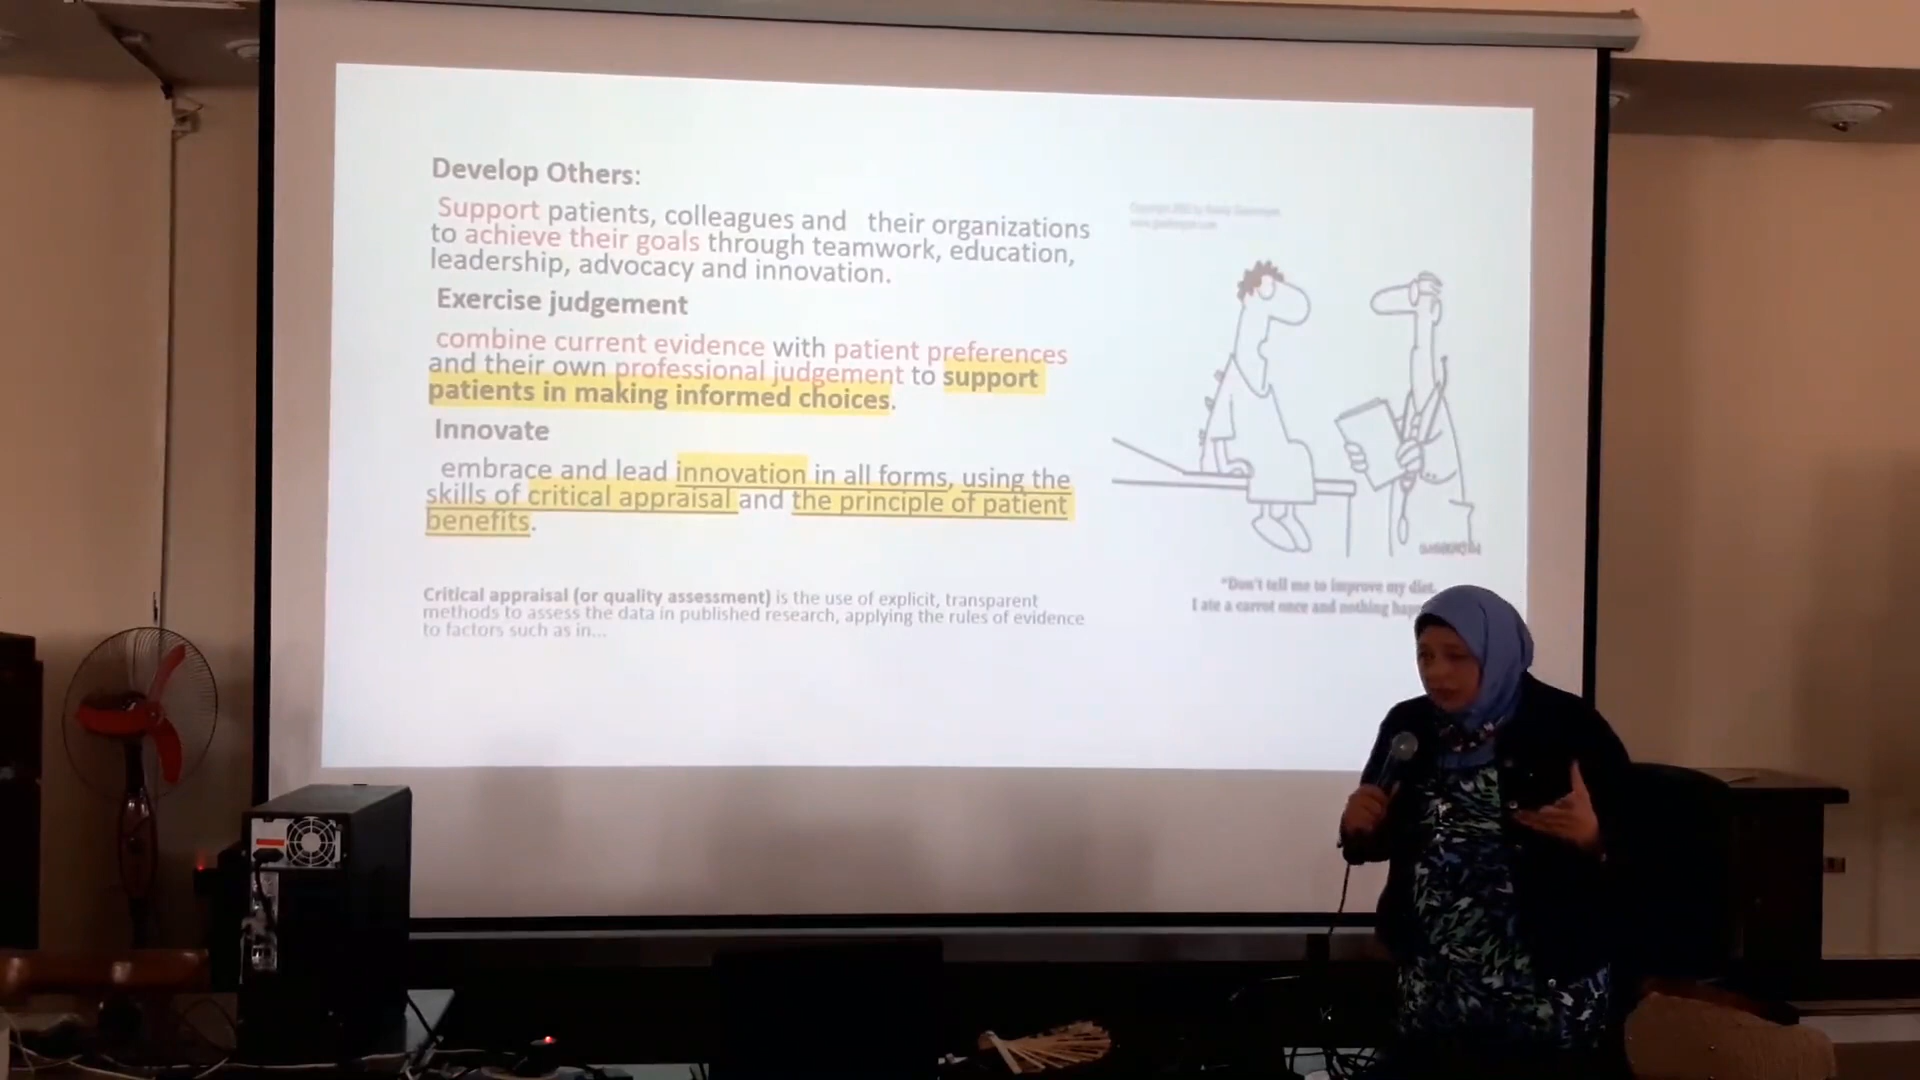 Develop Others:
Support patients, colleagues and their organizations
to achieve their goals through teamwork, education,
leadership, advocacy and innovation.
Exercise judgement
combine current evidence with patient preferences
and their own professional judgement to support
patients in making informed choices.
Innovate
embrace and lead innovation in all forms, using the
skills of critical appraisal and the principle of patient
benefits.
Critical appraisal (or quality assessment) is the use of explicit, transparent
methods to assess the data in published research, applying the rules of evidence
to factors such as in...
"Don't tell me to improve my diet.
I ate a carrot once and nothing